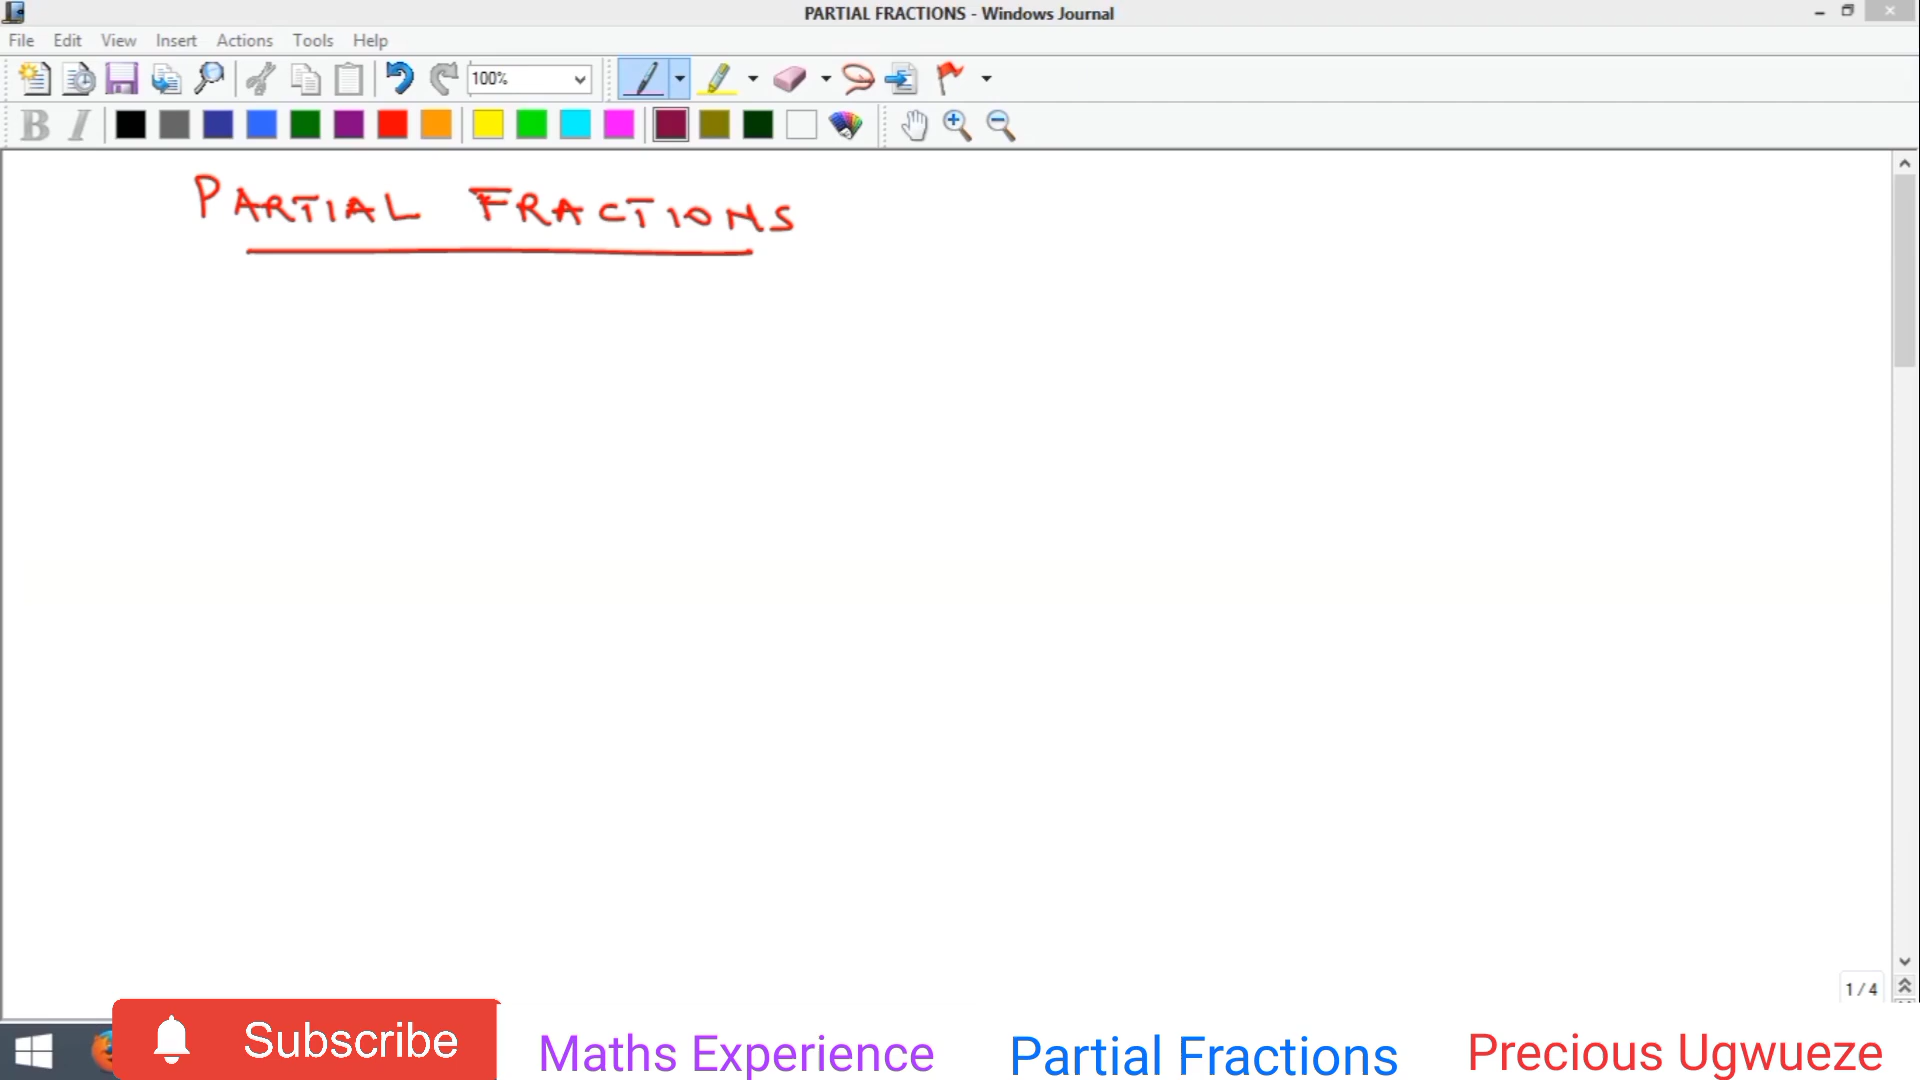 PARTIAL FRACTIONS - Windows Journal
File Edit View Insert Actions Tools Help
100%
B I
PARTIAL FRACTIONS
1 / 4
Subscribe
Maths Experience
Partial Fractions
Precious Ugwueze